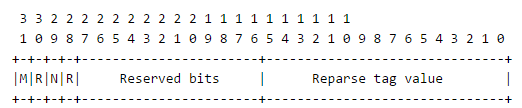 3 3 2 2 2 2 2 2 2 2 2 2 1 1 1 1 1 1 1 1 1 1
1 0 9 8 7 6 5 4 3 2 1 0 9 8 7 6 5 4 3 2 1 0 9 8 7 6 5 4 3 2 1 0
+-+-+-+-+-----------------------+-------------------------------+
|M|R|N|R|     Reserved bits     |       Reparse tag value       |
+-+-+-+-+-----------------------+-------------------------------+